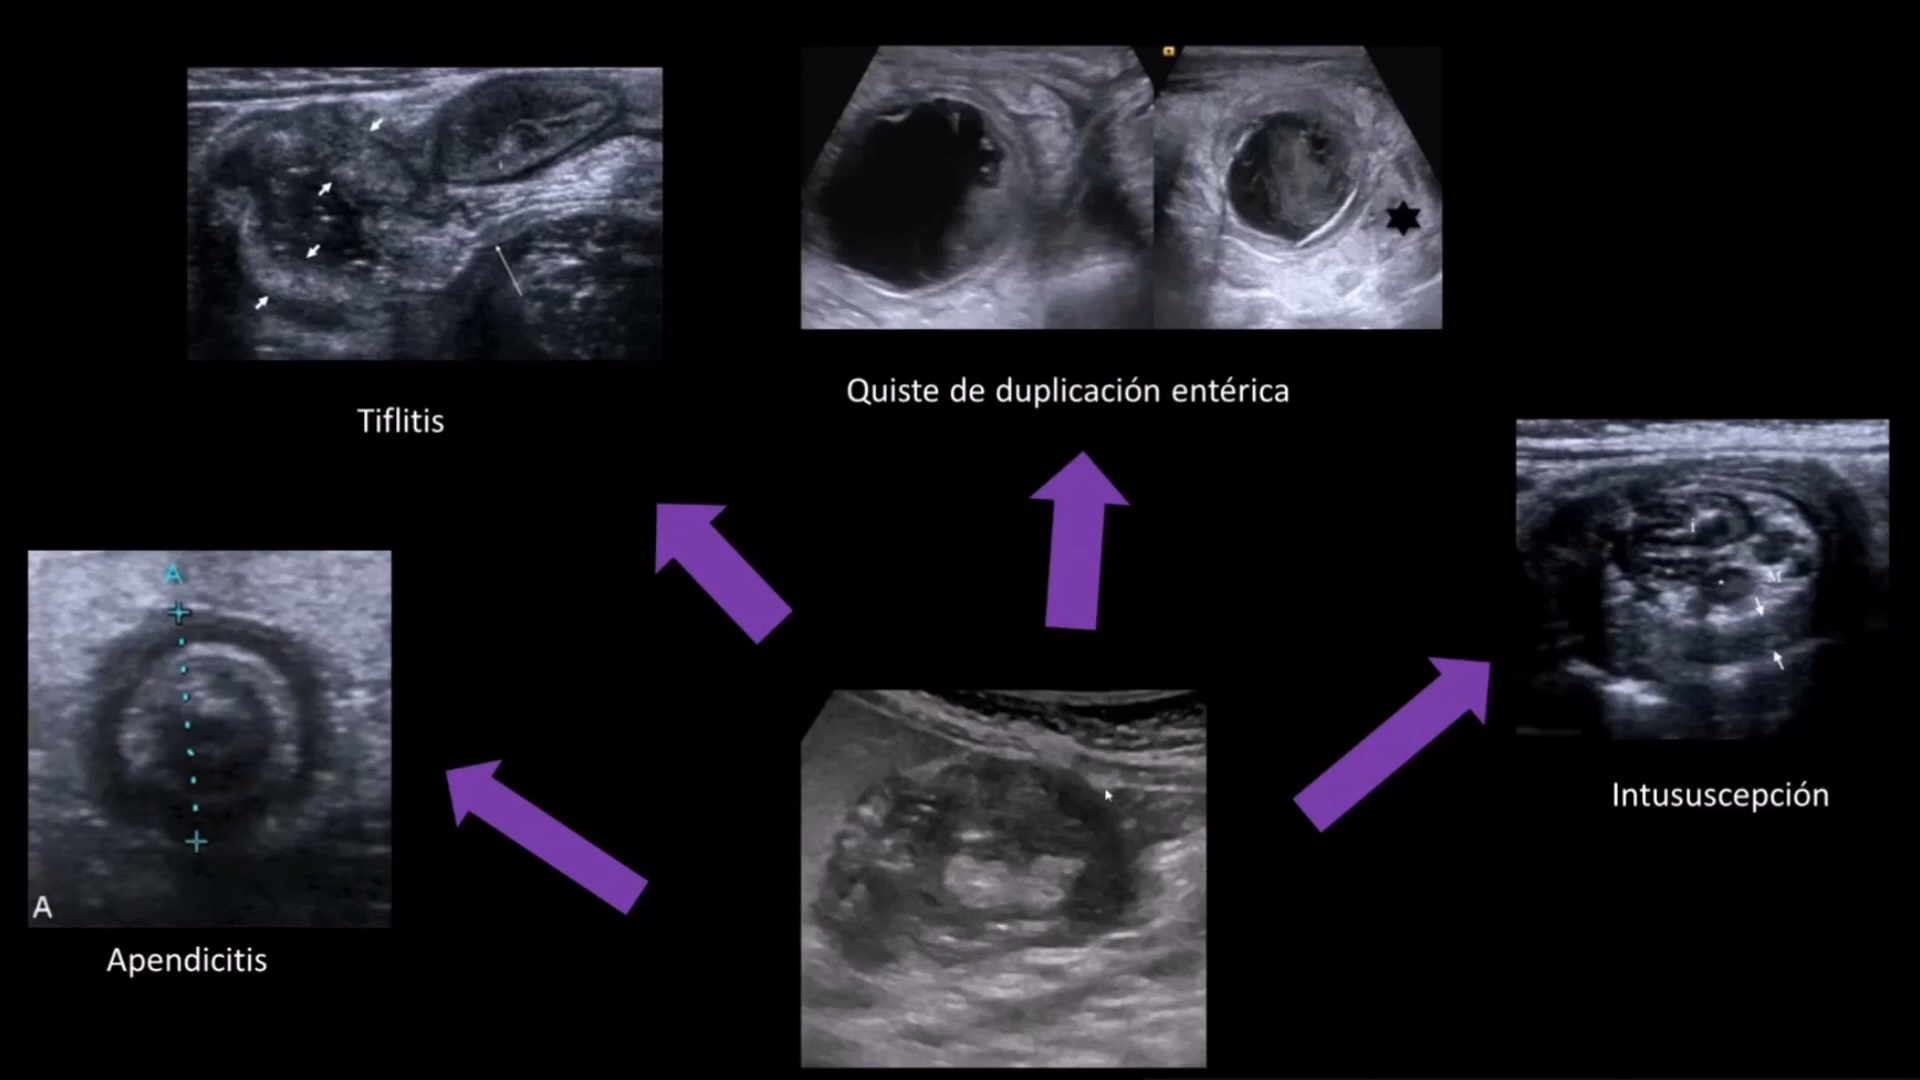 Tiflitis
Quiste de duplicación entérica
I
M
Intususcepción
A
A
Apendicitis